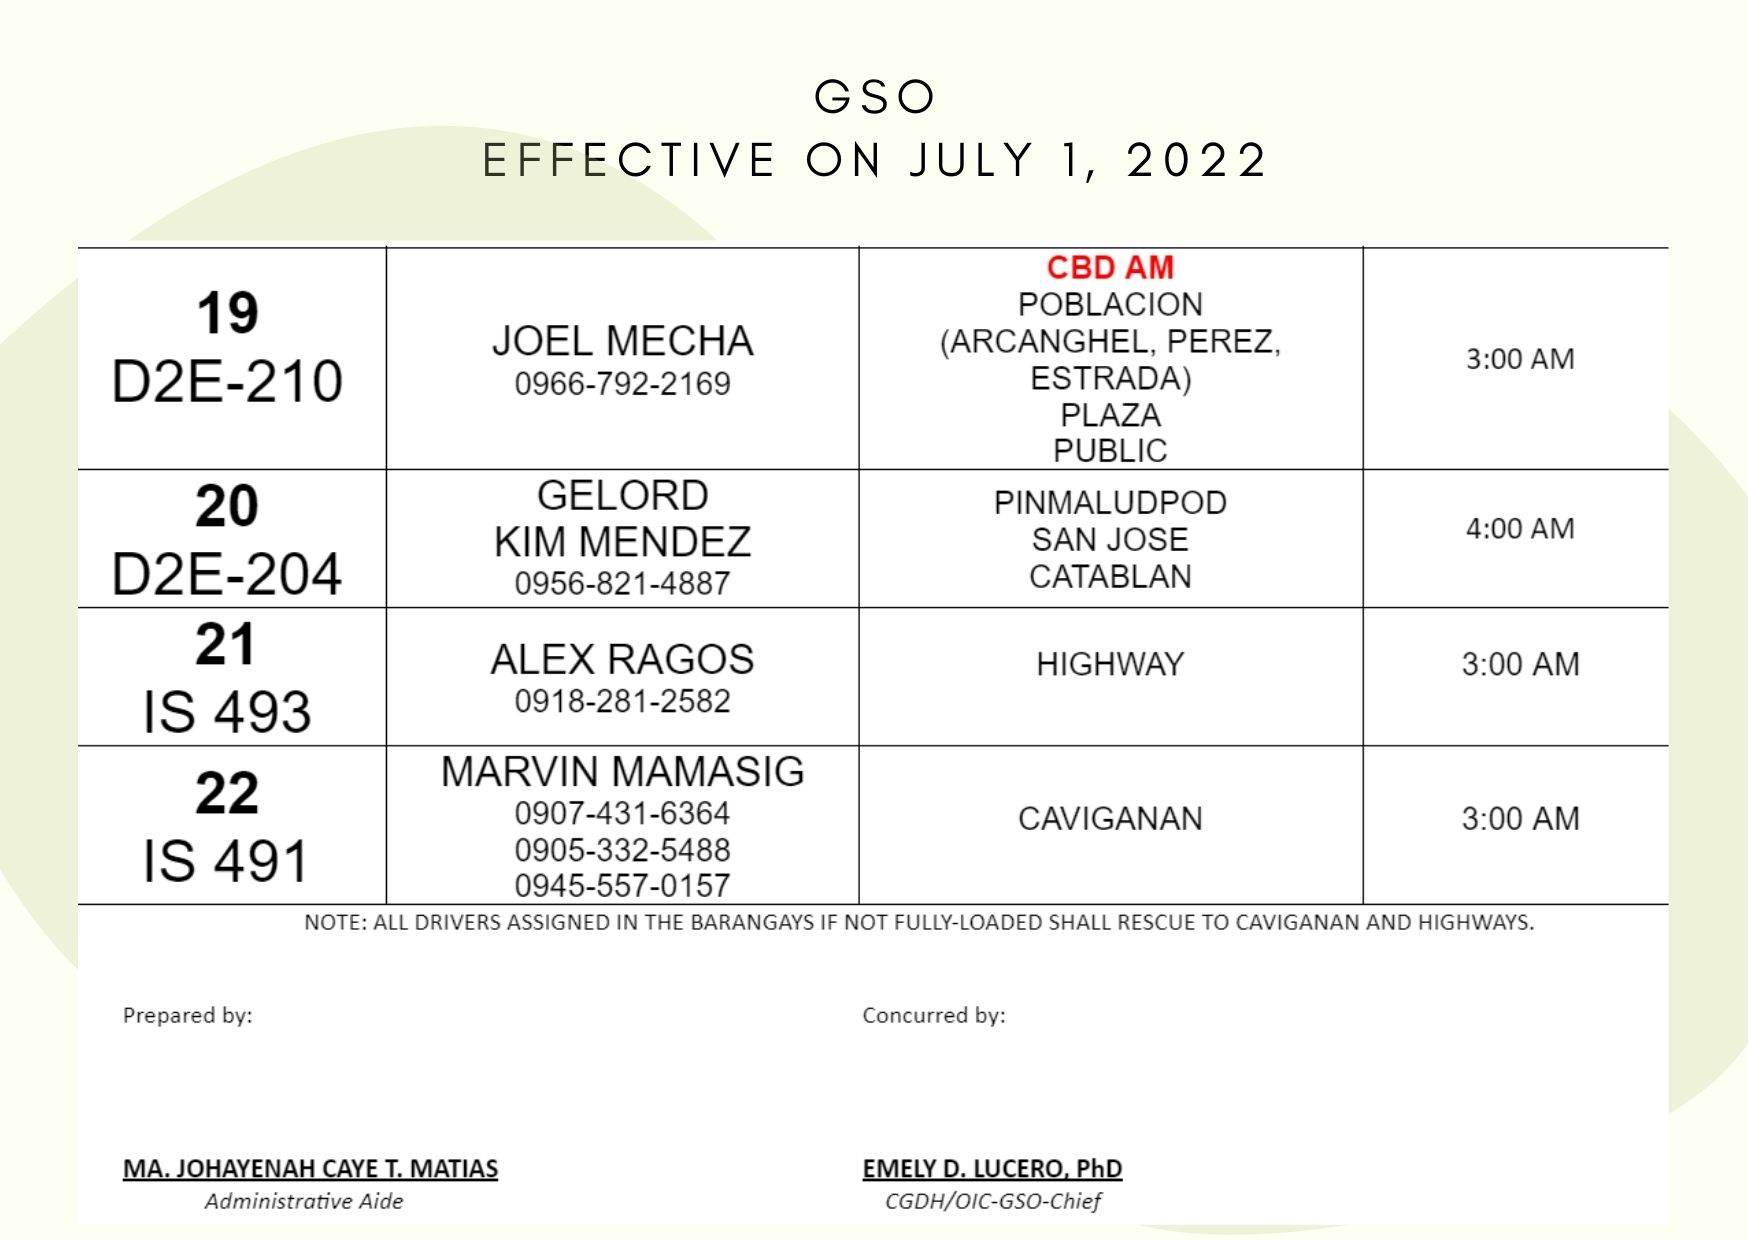 GSO
EFFECTIVE ON JULY 1, 2022
19
D2E-210
JOEL MECHA
0966-792-2169
CBD AM
POBLACION
(ARCANGHEL, PEREZ,
ESTRADA)
PLAZA
PUBLIC
3:00 AM
20
D2E-204
GELORD
KIM MENDEZ
0956-821-4887
PINMALUDPOD
SAN JOSE
CATABLAN
4:00 AM
21
IS 493
ALEX RAGOS
0918-281-2582
HIGHWAY
3:00 AM
22
IS 491
MARVIN MAMASIG
0907-431-6364
0905-332-5488
0945-557-0157
CAVIGANAN
3:00 AM
NOTE: ALL DRIVERS ASSIGNED IN THE BARANGAYS IF NOT FULLY-LOADED SHALL RESCUE TO CAVIGANAN AND HIGHWAYS.
Prepared by:
Concurred by:
MA. JOHAYENAH CAYE T. MATIAS
Administrative Aide
EMELY D. LUCERO, PhD
CGDH/OIC-GSO-Chief